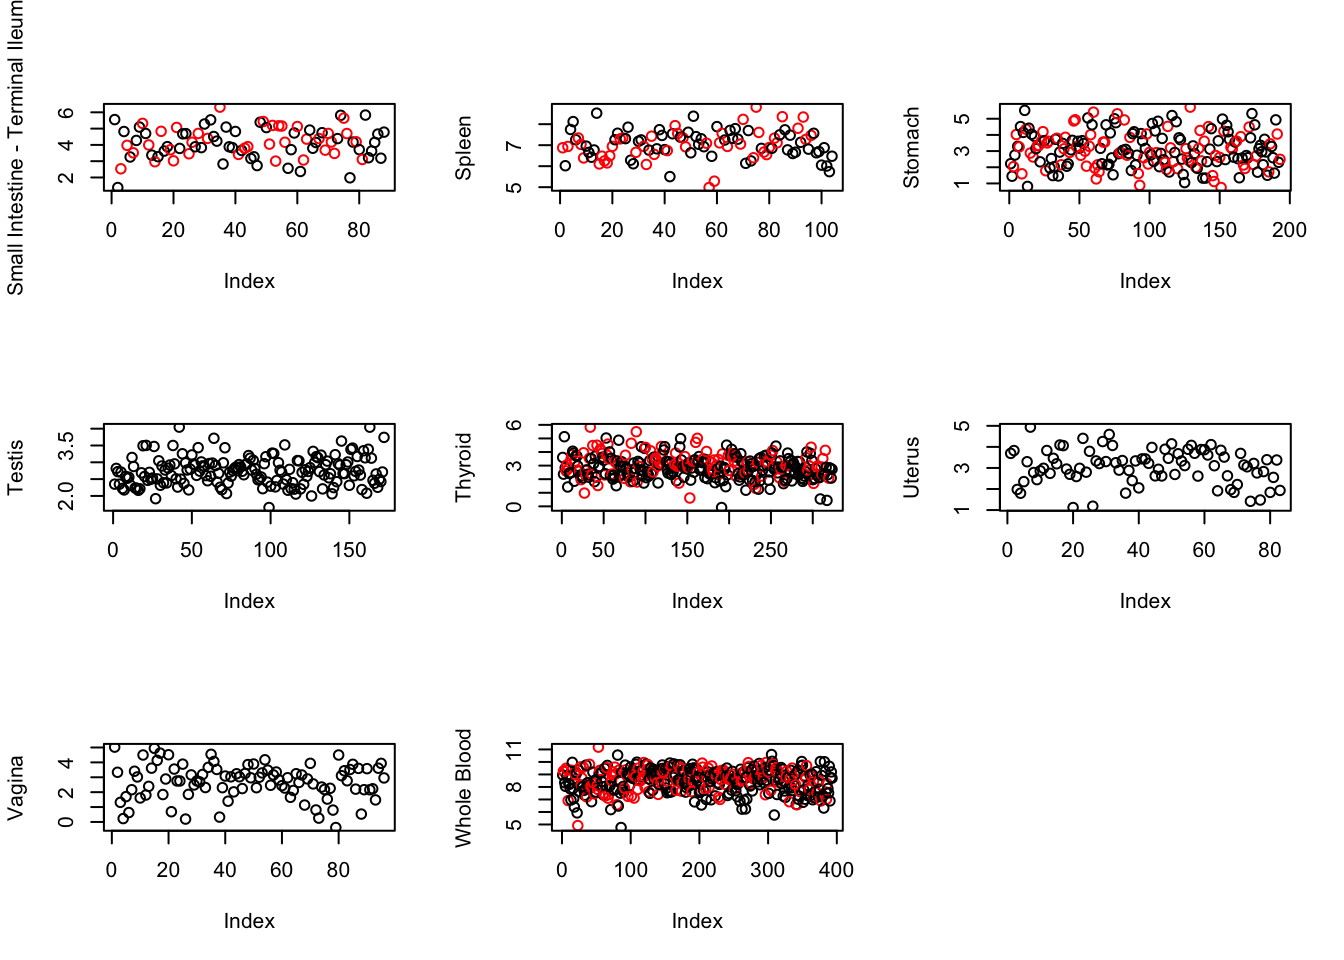 Small Intestine - Terminal Ileum
2 4 6
0 20 40 60 80
Index
Spleen
5 7
0 20 40 60 80 100
Index
Stomach
1 3 5
0 50 100 150 200
Index
Testis
2.0 3.5
0 50 100 150
Index
Thyroid
0 3 6
0 50 150 250
Index
Uterus
1 3 5
0 20 40 60 80
Index
Vagina
0 2 4
0 20 40 60 80
Index
Whole Blood
5 8 11
0 100 200 300 400
Index